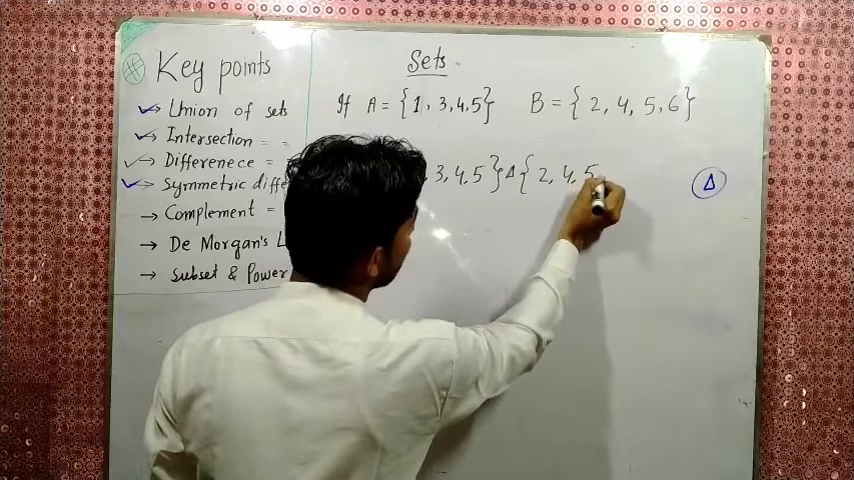 Key points
Union of sets
Intersection = =
Differenece =
Symmetric diffe
Complement =
De Morgan's
Subset & Power
Sets
If A = {1, 3, 4, 5} B = {2, 4, 5, 6}
, 3, 4, 5} Δ {2, 4, 5
Δ